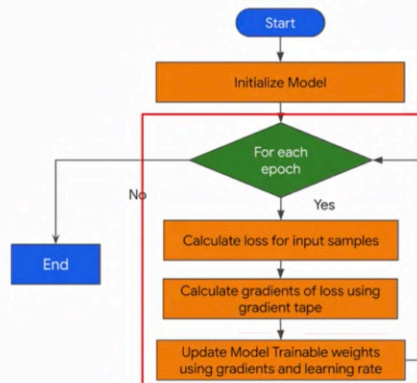 Start
Initialize Model
For each
epoch
No
Yes
Calculate loss for input samples
End
Calculate gradients of loss using
gradient tape
Update Model Trainable weights
using gradients and learning rate